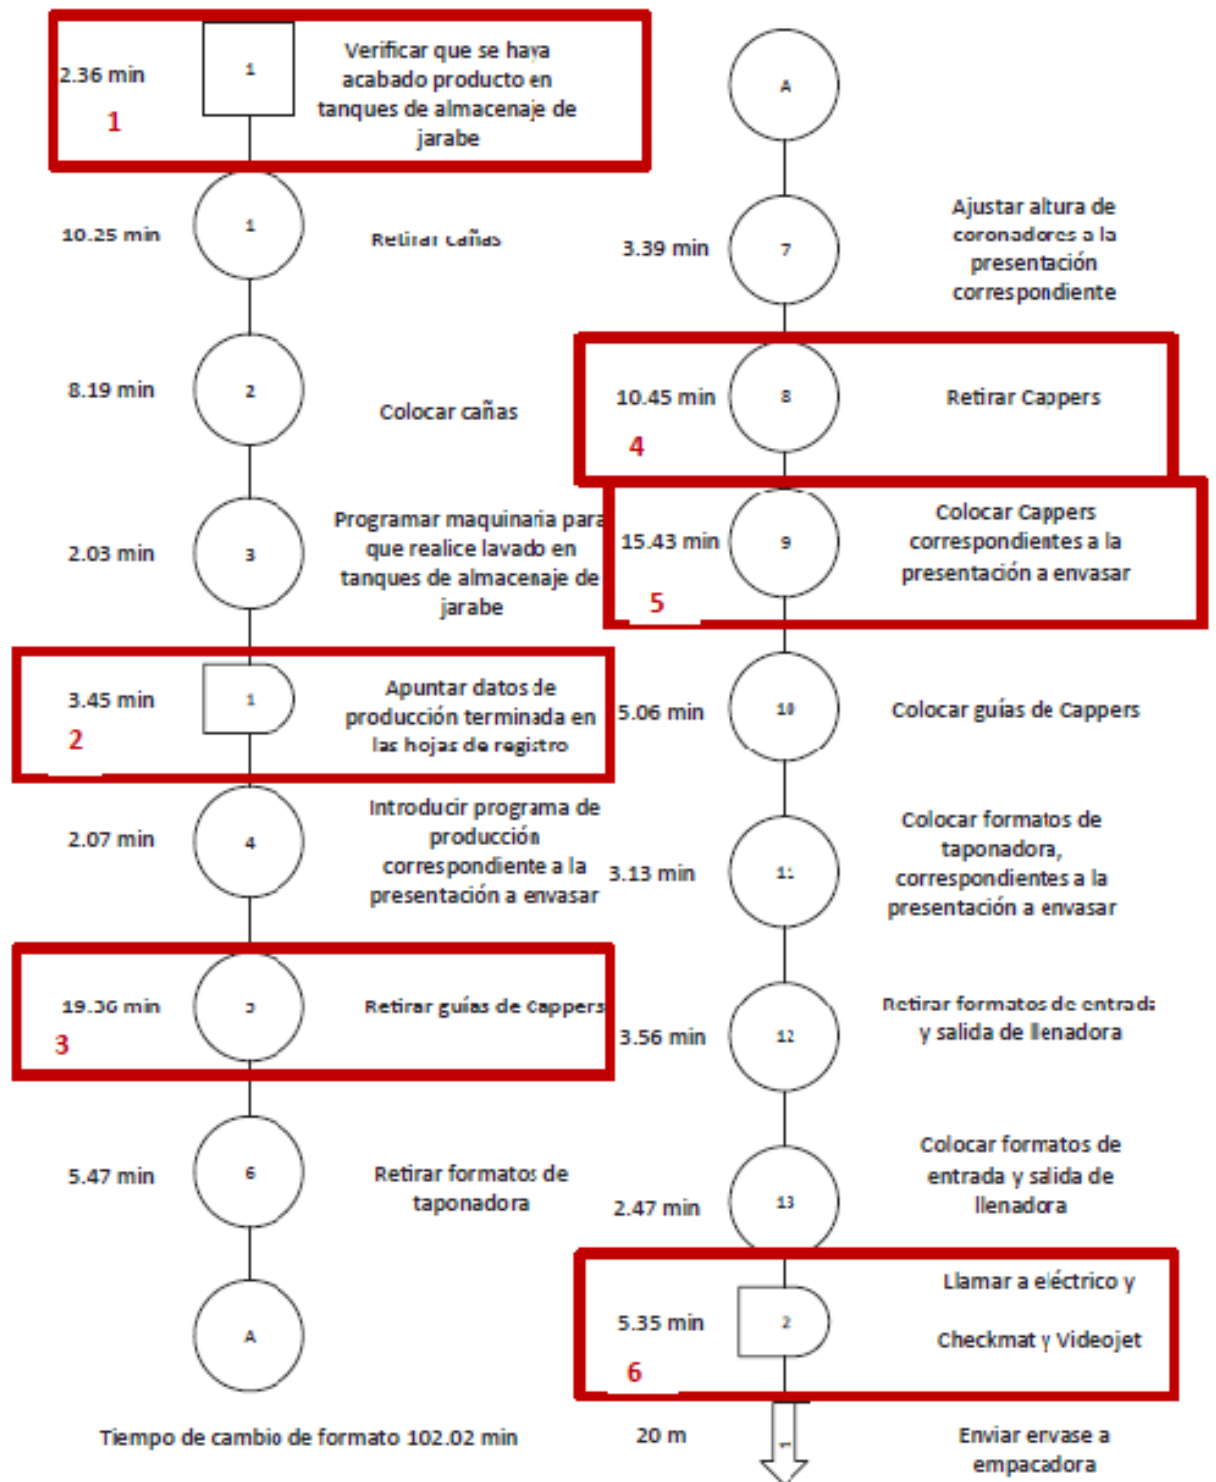 2.36 min
1
1
Verificar que se haya
acabado producto en
tanques de almacenaje de
jarabe
10.25 min
1
Retirar cañas
8.19 min
2
Colocar cañas
2.03 min
3
Programar maquinaria para
que realice lavado en
tanques de almacenaje de
jarabe
3.45 min
2
1
Apuntar datos de
producción terminada en
las hojas de registro
2.07 min
4
Introducir programa de
producción
correspondiente a la
presentación a envasar
19.36 min
3
5
Retirar guías de Cappers
5.47 min
6
Retirar formatos de
taponadora
A
Tiempo de cambio de formato 102.02 min
A
3.39 min
7
Ajustar altura de
coronadores a la
presentación
correspondiente
10.45 min
4
8
Retirar Cappers
15.43 min
5
9
Colocar Cappers
correspondientes a la
presentación a envasar
5.06 min
10
Colocar guías de Cappers
3.13 min
11
Colocar formatos de
taponadora,
correspondientes a la
presentación a envasar
3.56 min
12
Retirar formatos de entrada
y salida de llenadora
2.47 min
13
Colocar formatos de
entrada y salida de
llenadora
5.35 min
6
2
Llamar a eléctrico y
Checkmat y Videojet
20 m
1
Enviar envase a
empacadora